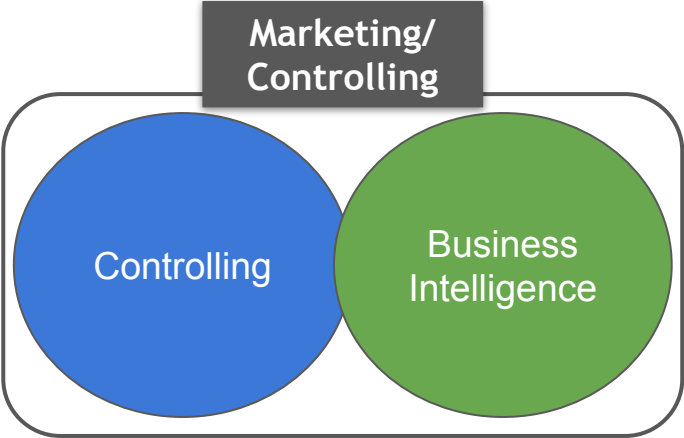 Marketing/
Controlling
Controlling
Business
Intelligence